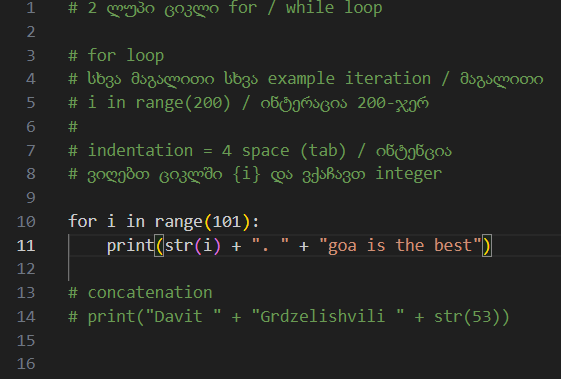 1 # 2 ლუპი ციკლი for / while loop
2
3 # for loop
4 # სხვა მაგალითი სხვა example iteration / მაგალითი
5 # i in range(200) / ინტერაცია 200-ჯერ
6 #
7 # indentation = 4 space (tab) / ინტენცია
8 # ვიღებთ ციკლში {i} და ვქაჩავთ integer
9
10 for i in range(101):
11     print(str(i) + ". " + "goa is the best")
12
13 # concatenation
14 # print("Davit " + "Grdzelishvili " + str(53))
15
16